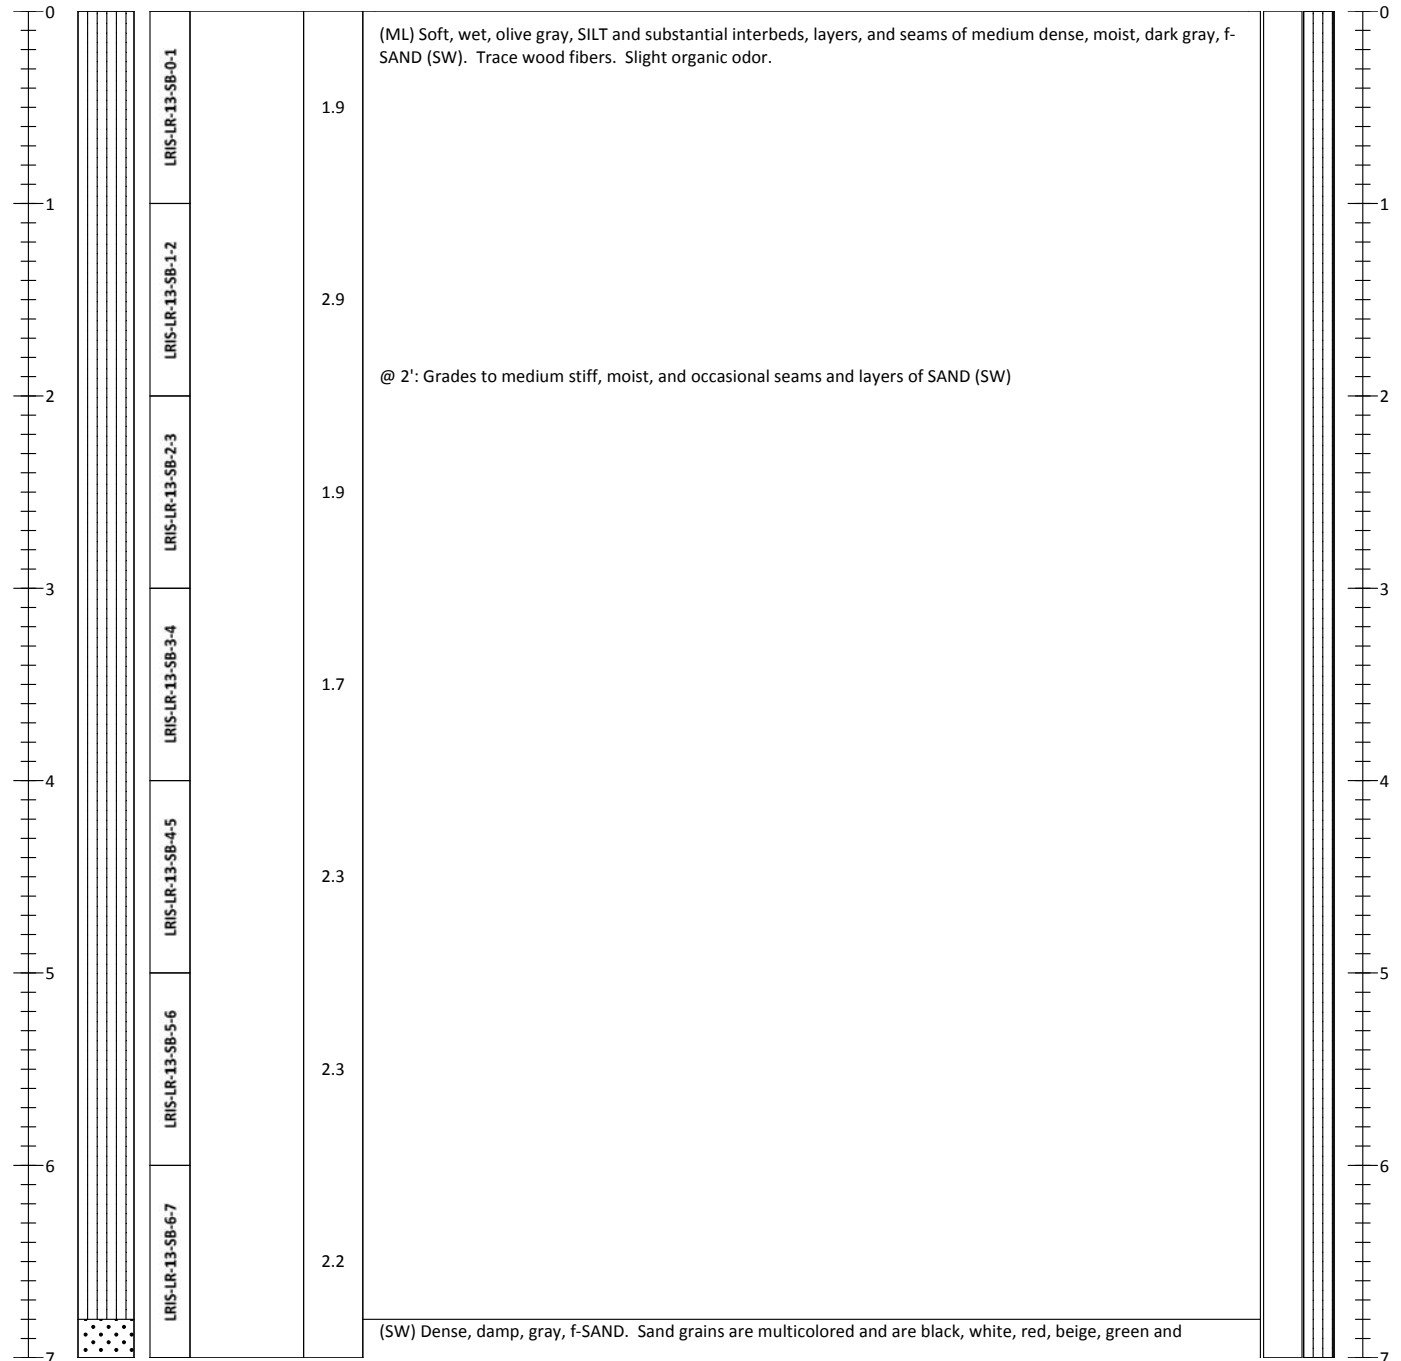 0
0
(ML) Soft, wet, olive gray, SILT and substantial interbeds, layers, and seams of medium dense, moist, dark gray, f-
SAND (SW).  Trace wood fibers.  Slight organic odor.
LRIS-LR-13-SB-0-1
1.9
1
1
LRIS-LR-13-SB-1-2
2.9
@ 2': Grades to medium stiff, moist, and occasional seams and layers of SAND (SW)
2
2
LRIS-LR-13-SB-2-3
1.9
3
3
LRIS-LR-13-SB-3-4
1.7
4
4
LRIS-LR-13-SB-4-5
2.3
5
5
LRIS-LR-13-SB-5-6
2.3
6
6
LRIS-LR-13-SB-6-7
2.2
(SW) Dense, damp, gray, f-SAND.  Sand grains are multicolored and are black, white, red, beige, green and
7
7